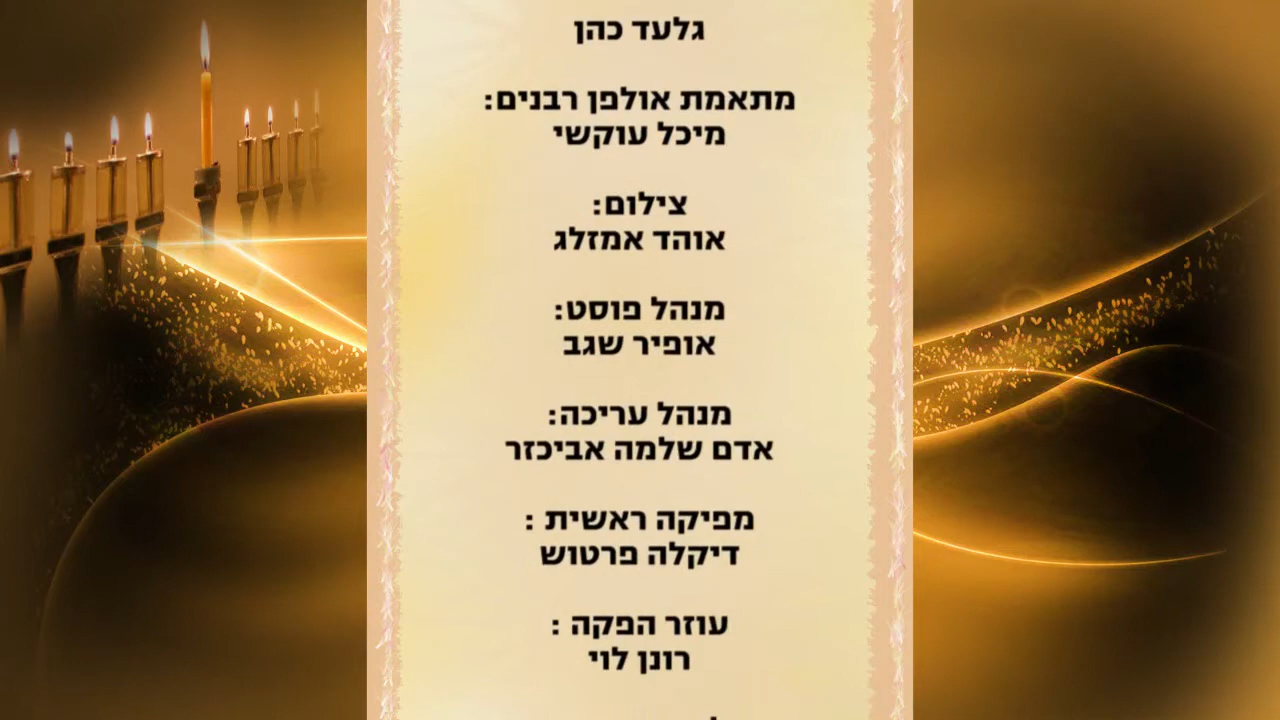 גלעד כהן
מתאמת אולפן רבנים:
מיכל עוקשי
צילום:
אוהד אמזלג
מנהל פוסט:
אופיר שגב
מנהל עריכה:
אדם שלמה אביכזר
מפיקה ראשית :
דיקלה פרטוש
עוזר הפקה :
רונן לוי